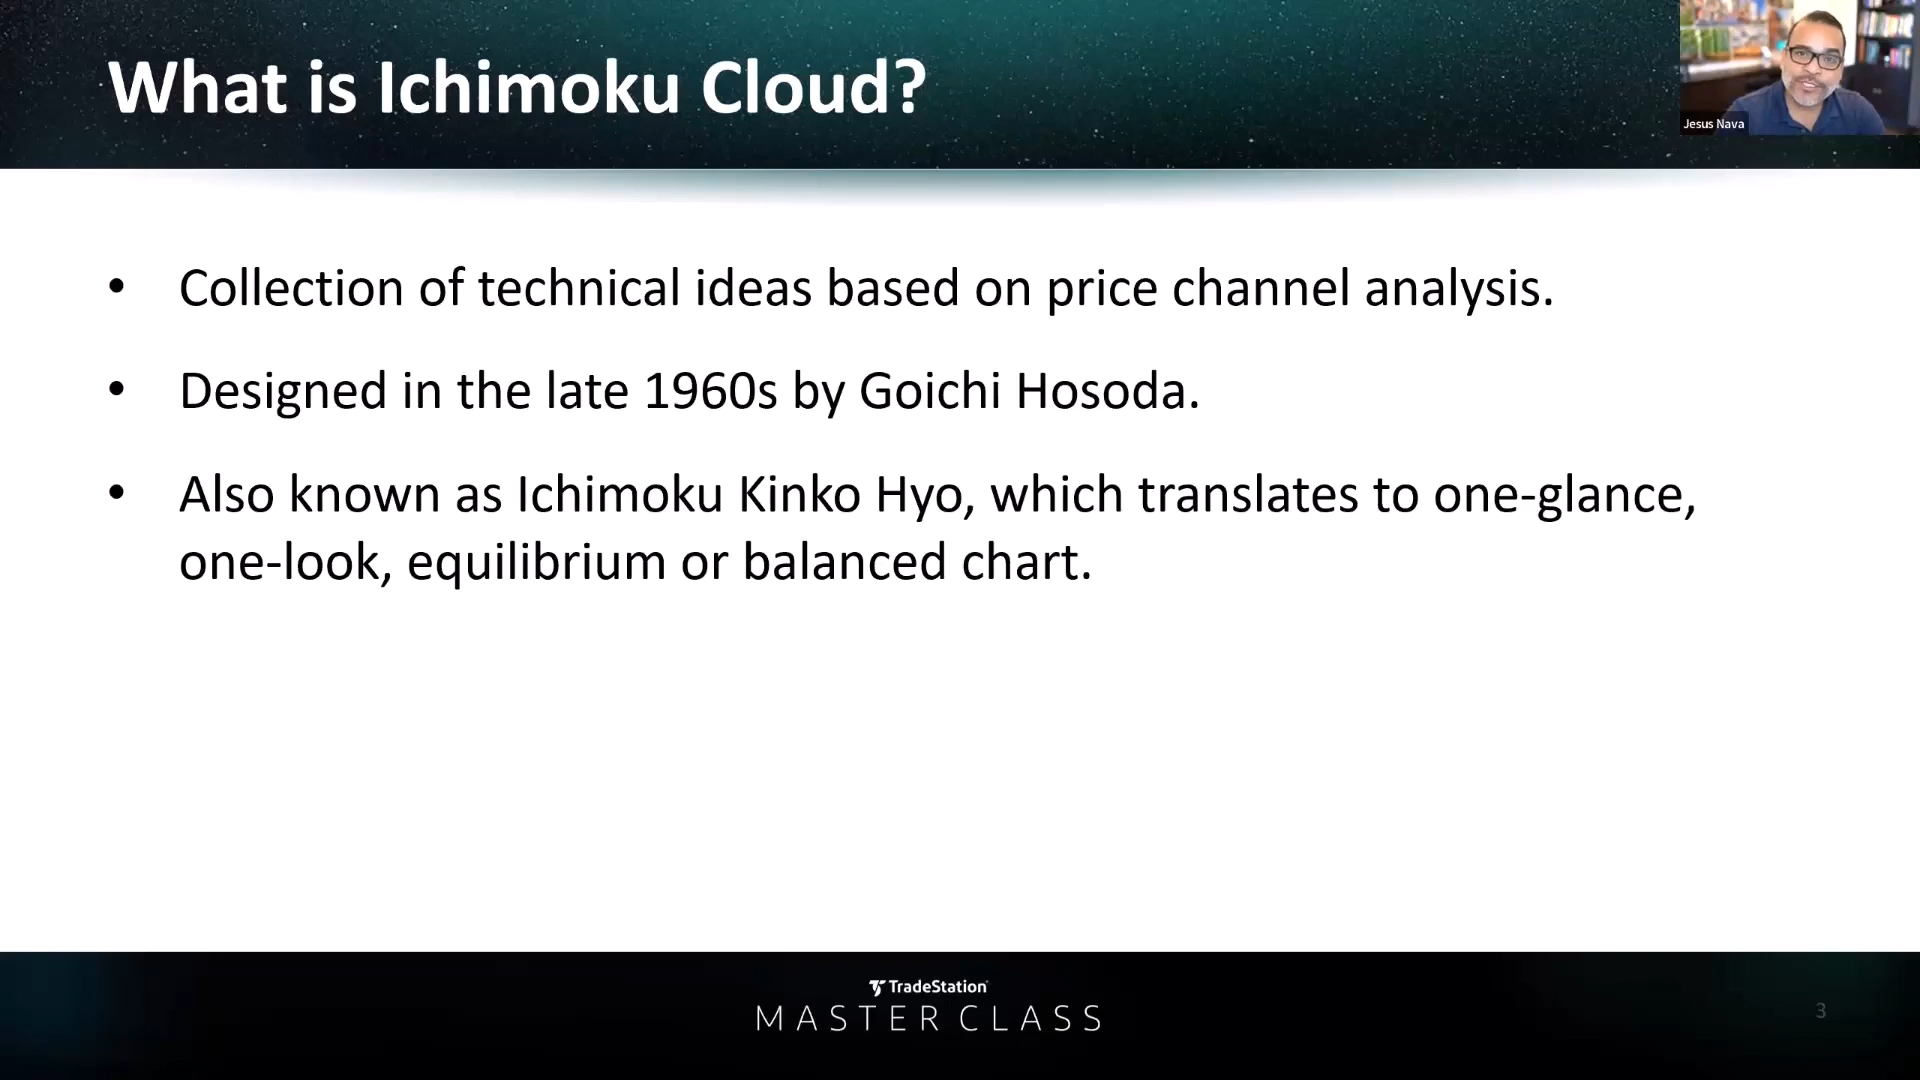 What is Ichimoku Cloud?
Jesus Nava
• Collection of technical ideas based on price channel analysis.
• Designed in the late 1960s by Goichi Hosoda.
• Also known as Ichimoku Kinko Hyo, which translates to one-glance,
one-look, equilibrium or balanced chart.
TradeStation
MASTER CLASS
3